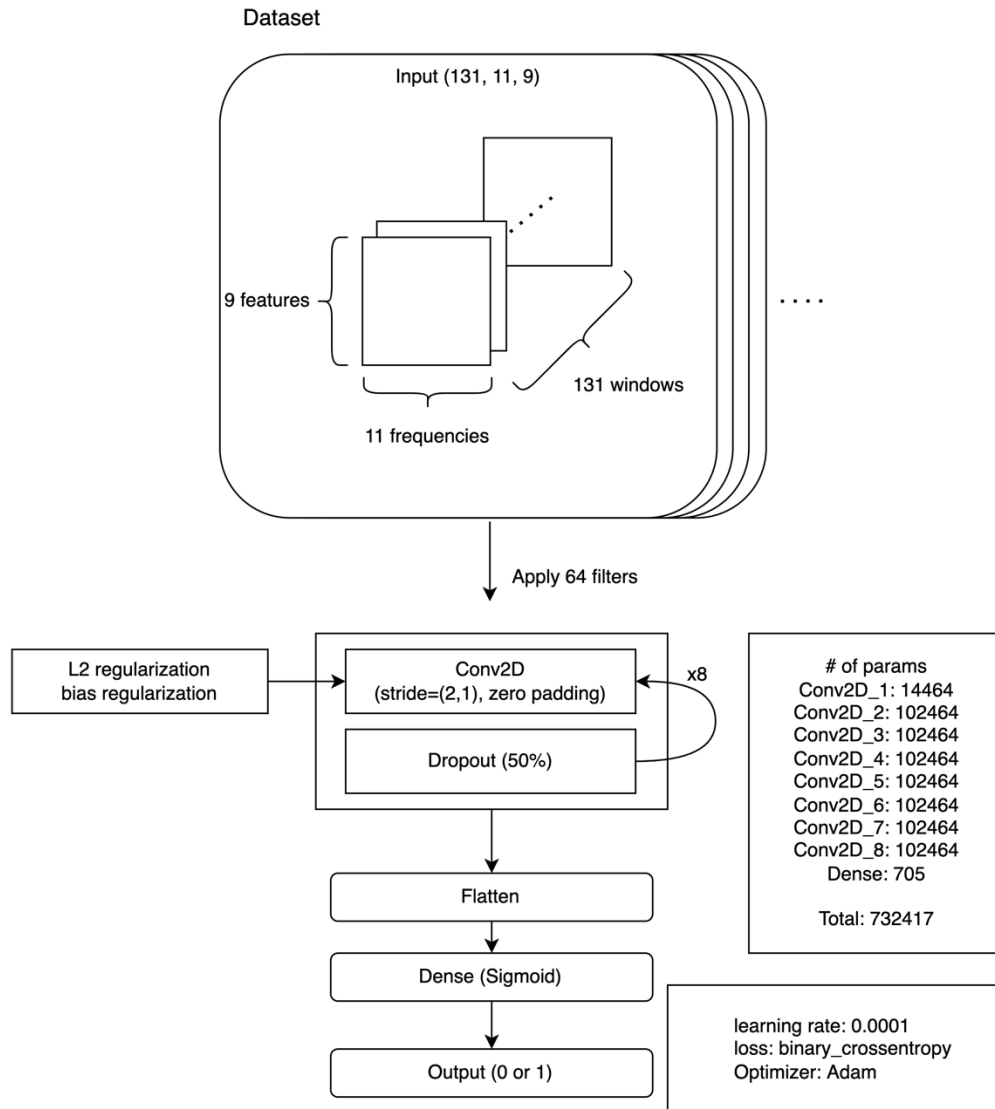 Dataset
Input (131, 11, 9)
9 features
131 windows
11 frequencies
Apply 64 filters
L2 regularization
bias regularization
Conv2D
(stride=(2,1), zero padding)
x8
Dropout (50%)
Flatten
Dense (Sigmoid)
Output (0 or 1)
# of params
Conv2D_1: 14464
Conv2D_2: 102464
Conv2D_3: 102464
Conv2D_4: 102464
Conv2D_5: 102464
Conv2D_6: 102464
Conv2D_7: 102464
Conv2D_8: 102464
Dense: 705
Total: 732417
learning rate: 0.0001
loss: binary_crossentropy
Optimizer: Adam